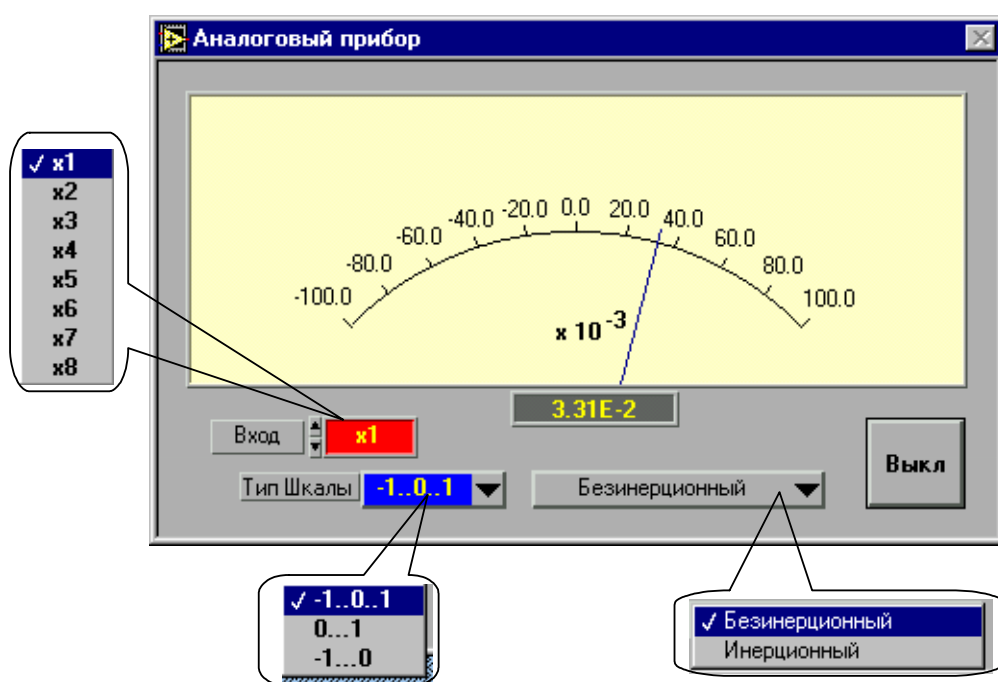 Аналоговый прибор
x1
x2
x3
x4
x5
x6
x7
x8
-100.0 -80.0 -60.0 -40.0 -20.0 0.0 20.0 40.0 60.0 80.0 100.0
x 10 -3
3.31E-2
Вход x1
Тип Шкалы -1..0..1 Безинерционный
Выкл
-1..0..1
0...1
-1...0
Безинерционный
Инерционный